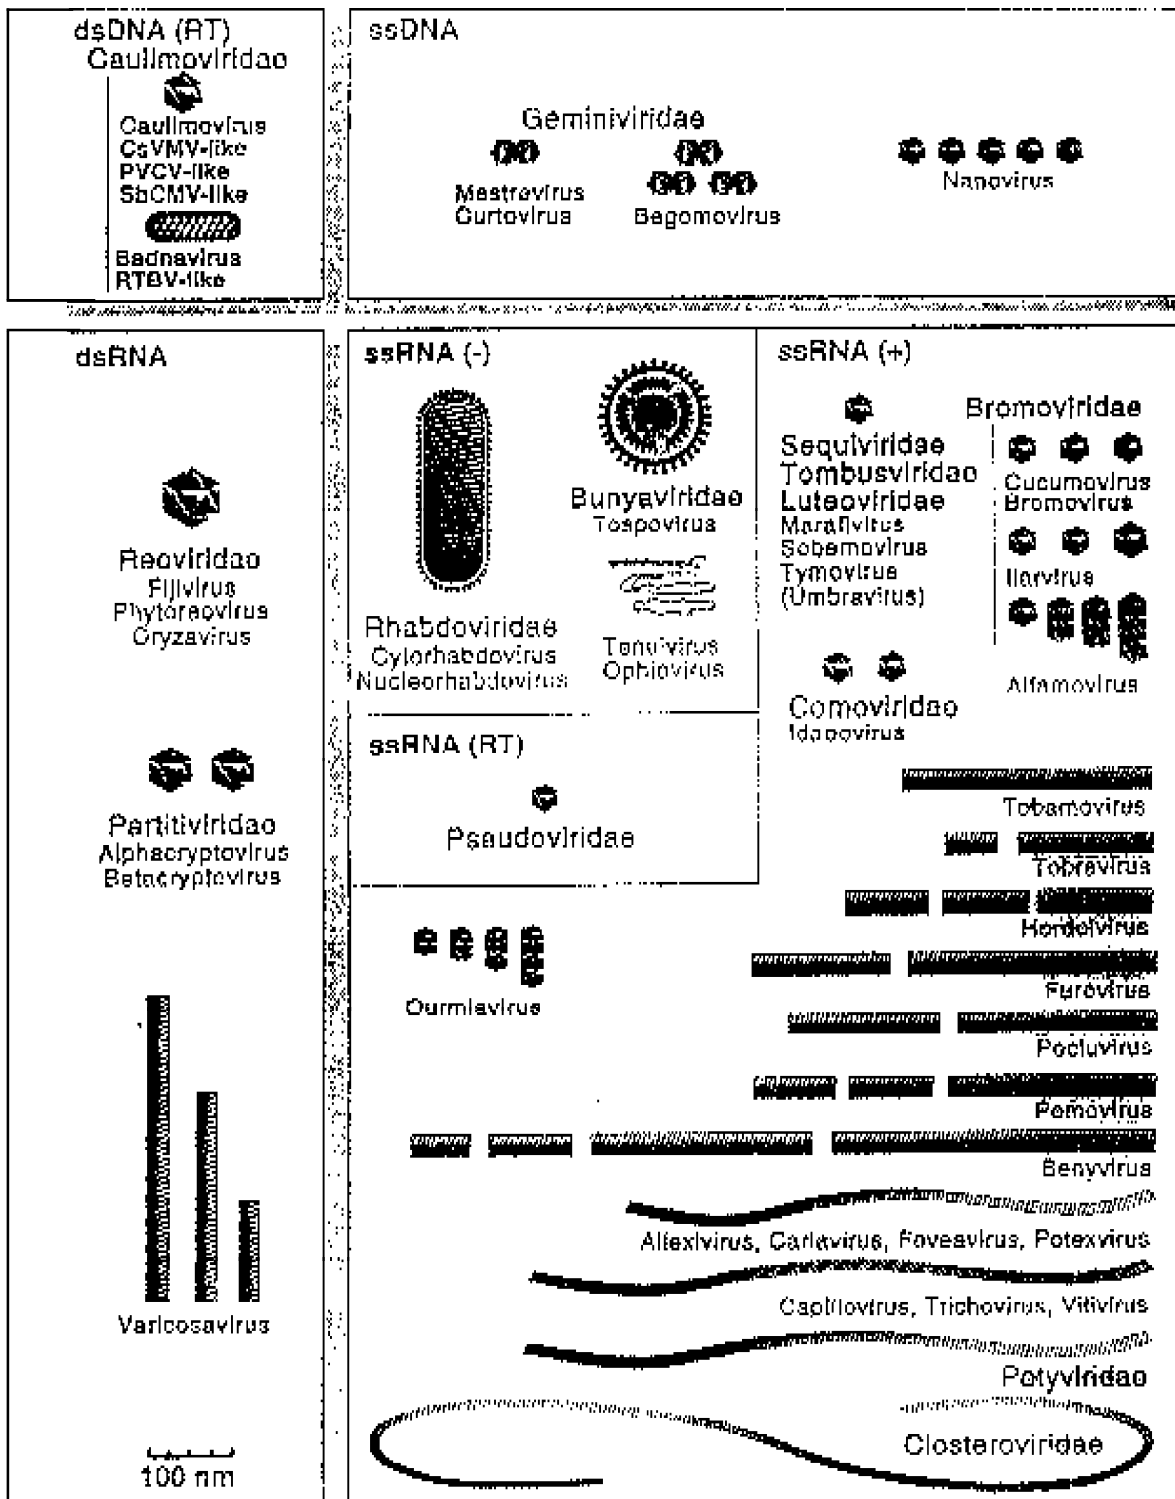 dsDNA (RT)
Caulimoviridae
Caulimovirus
CsVMV-like
PVCV-like
SbCMV-like
Badnavirus
RTBV-like
ssDNA
Geminiviridae
Mastrevirus
Curtovirus
Begomovirus
Nanovirus
dsRNA
Reoviridae
Fijivirus
Phytoreovirus
Oryzavirus
Partitiviridae
Alphacryptovirus
Betacryptovirus
Varicosavirus
100 nm
ssRNA (-)
Rhabdoviridae
Cytorhabdovirus
Nucleorhabdovirus
Bunyaviridae
Tospovirus
Tenuivirus
Ophiovirus
ssRNA (RT)
Pseudoviridae
ssRNA (+)
Sequiviridae
Tombusviridae
Luteoviridae
Marafivirus
Sobemovirus
Tymovirus
(Umbravirus)
Comoviridae
Idaeovirus
Bromoviridae
Cucumovirus
Bromovirus
Ilarvirus
Alfamovirus
Ourmiavirus
Tobamovirus
Tobravirus
Hordeivirus
Furovirus
Pecluvirus
Pomovirus
Benyvirus
Allexivirus, Carlavirus, Foveavirus, Potexvirus
Capillovirus, Trichovirus, Vitivirus
Potyviridae
Closteroviridae